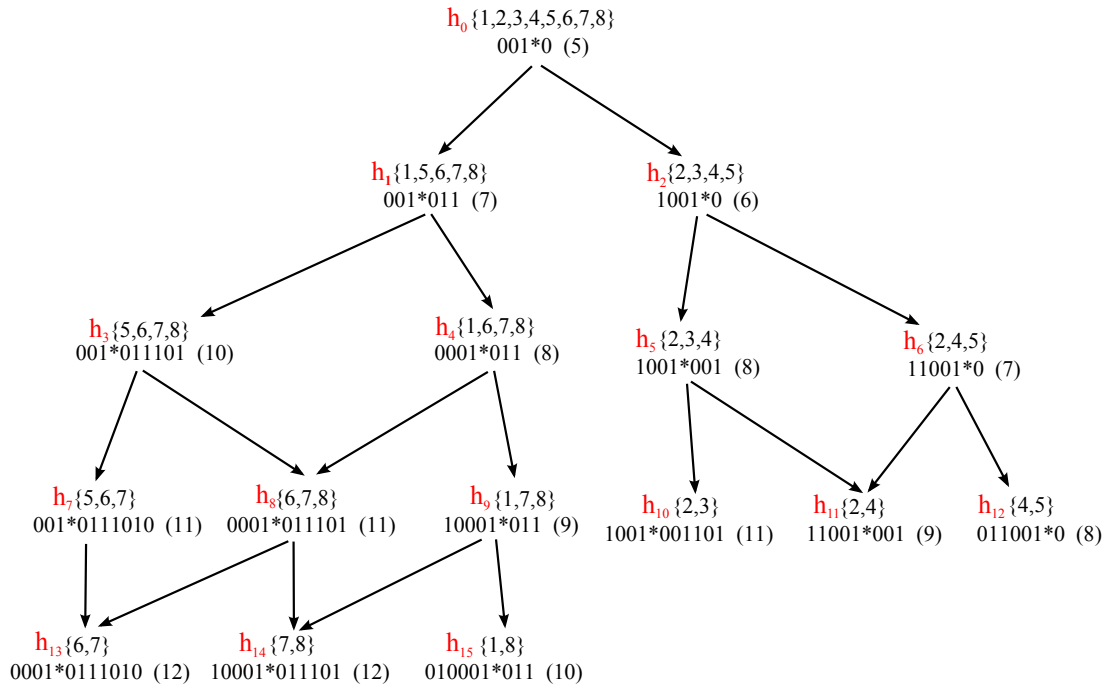 h₀{1,2,3,4,5,6,7,8}
001*0 (5)
h₁{1,5,6,7,8}
001*011 (7)
h₂{2,3,4,5}
1001*0 (6)
h₃{5,6,7,8}
001*011101 (10)
h₄{1,6,7,8}
0001*011 (8)
h₅{2,3,4}
1001*001 (8)
h₆{2,4,5}
11001*0 (7)
h₇{5,6,7}
001*0111010 (11)
h₈{6,7,8}
0001*011101 (11)
h₉{1,7,8}
10001*011 (9)
h₁₀{2,3}
1001*001101 (11)
h₁₁{2,4}
11001*001 (9)
h₁₂{4,5}
011001*0 (8)
h₁₃{6,7}
0001*0111010 (12)
h₁₄{7,8}
10001*011101 (12)
h₁₅{1,8}
010001*011 (10)